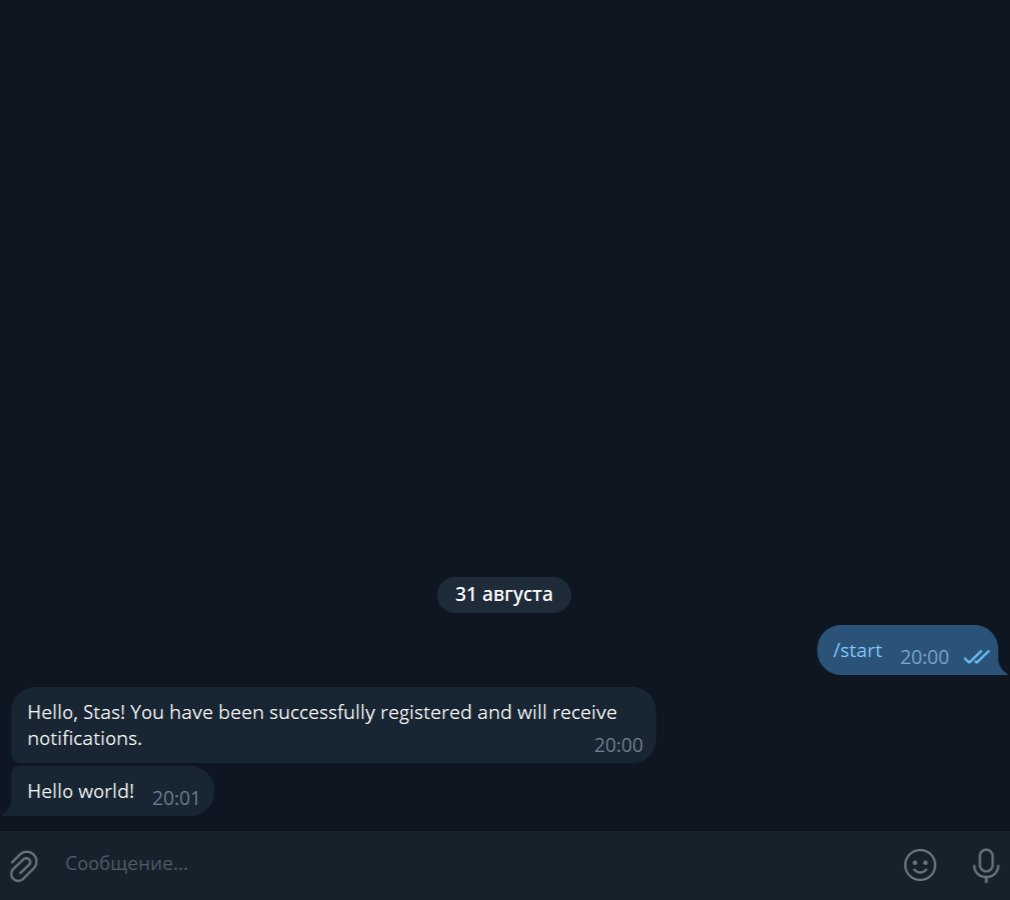 31 августа
/start 20:00
Hello, Stas! You have been successfully registered and will receive
notifications. 20:00
Hello world! 20:01
Сообщение...